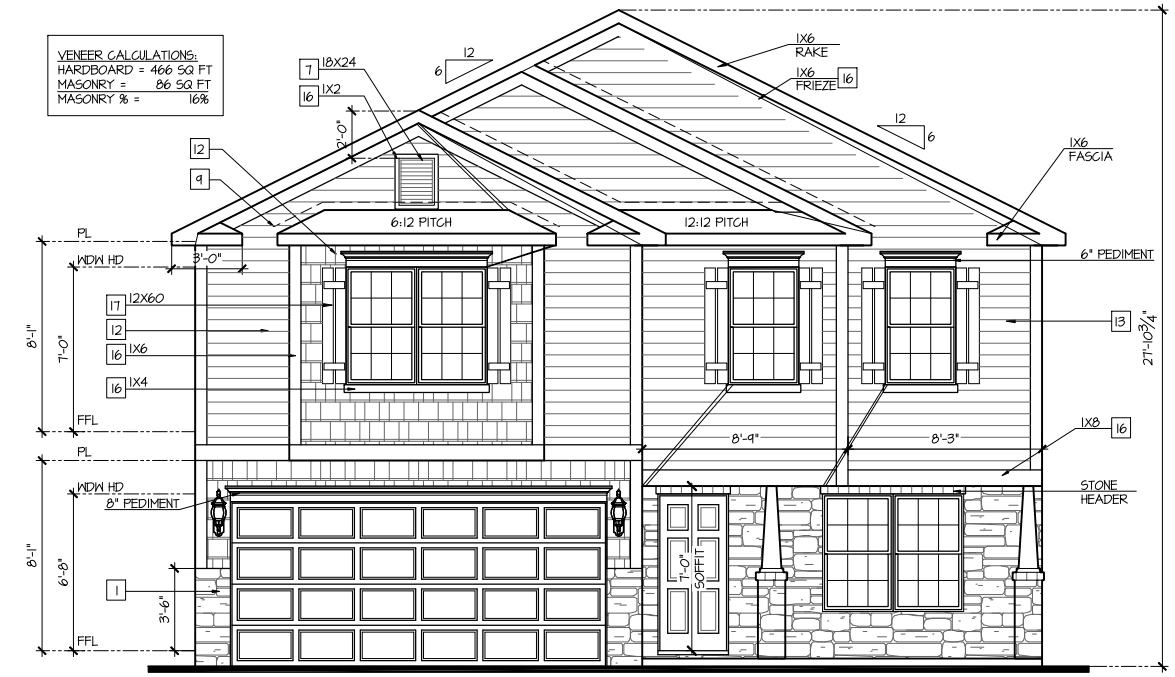 VENEER CALCULATIONS:
HARDBOARD = 466 SQ FT
MASONRY = 86 SQ FT
MASONRY % = 16%
12
6
1X6
RAKE
1X6
FRIEZE 16
7 18X24
16 1X2
2'-0"
12
6
1X6
FASCIA
12
9
6:12 PITCH
12:12 PITCH
PL
WDW HD
3'-0"
6" PEDIMENT
17 12X60
12
16 1X6
16 1X4
13
8'-1"
7'-0"
27'-10 3/4"
FFL
PL
8'-9"
8'-3"
1X8 16
WDW HD
8" PEDIMENT
STONE
HEADER
8'-1"
6'-8"
3'-6"
1
7'-0"
SOFFIT
FFL